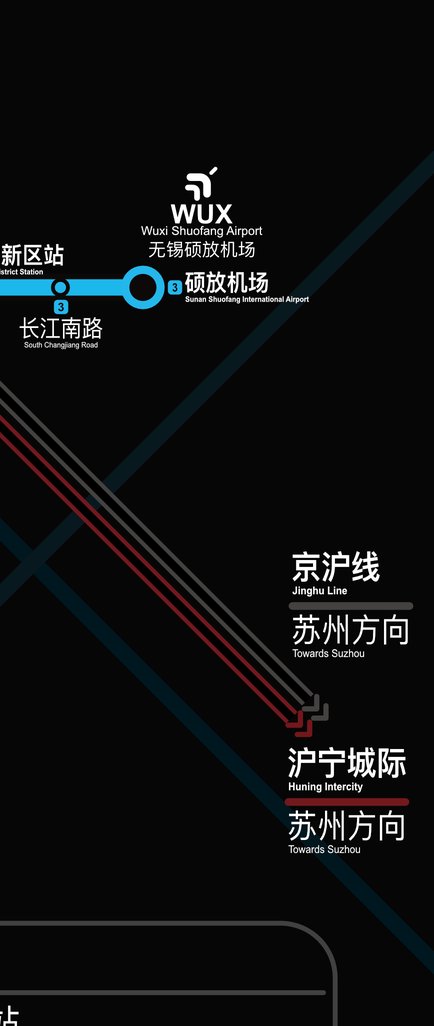 WUX
Wuxi Shuofang Airport
无锡硕放机场
新区站
istrict Station
3
硕放机场
Sunan Shuofang International Airport
3
长江南路
South Changjiang Road
京沪线
Jinghu Line
苏州方向
Towards Suzhou
沪宁城际
Huning Intercity
苏州方向
Towards Suzhou
站